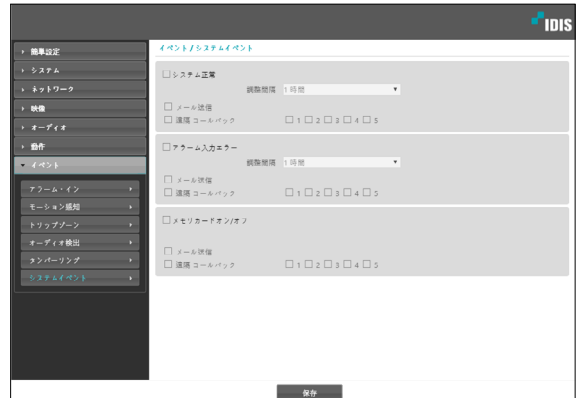 IDIS
簡単設定
システム
ネットワーク
映像
オーディオ
動作
イベント
アラーム・イン
モーション感知
トリップゾーン
オーディオ検出
タンパーリング
システムイベント
イベント / システムイベント
システム正常
調整間隔 1 時間
メール送信
遠隔 コールバック 1 2 3 4 5
アラーム入力エラー
調整間隔 1 時間
メール送信
遠隔 コールバック 1 2 3 4 5
メモリカードオン/オフ
メール送信
遠隔 コールバック 1 2 3 4 5
保存